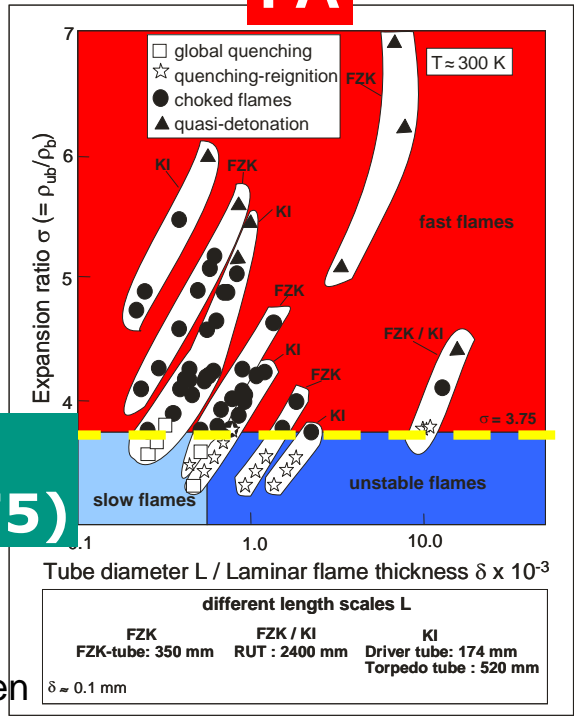 FA
7
global quenching
quenching-reignition
choked flames
quasi-detonation
T ≈ 300 K
FZK
6
KI
FZK
KI
fast flames
5
FZK
FZK / KI
KI
FZK
KI
4
σ = 3.75
Expansion ratio σ (= ρub/ρb)
slow flames
unstable flames
5)
0.1
1.0
10.0
Tube diameter L / Laminar flame thickness δ x 10-3
different length scales L
FZK
FZK-tube: 350 mm
FZK / KI
RUT : 2400 mm
KI
Driver tube: 174 mm
Torpedo tube : 520 mm
en
δ ≈ 0.1 mm